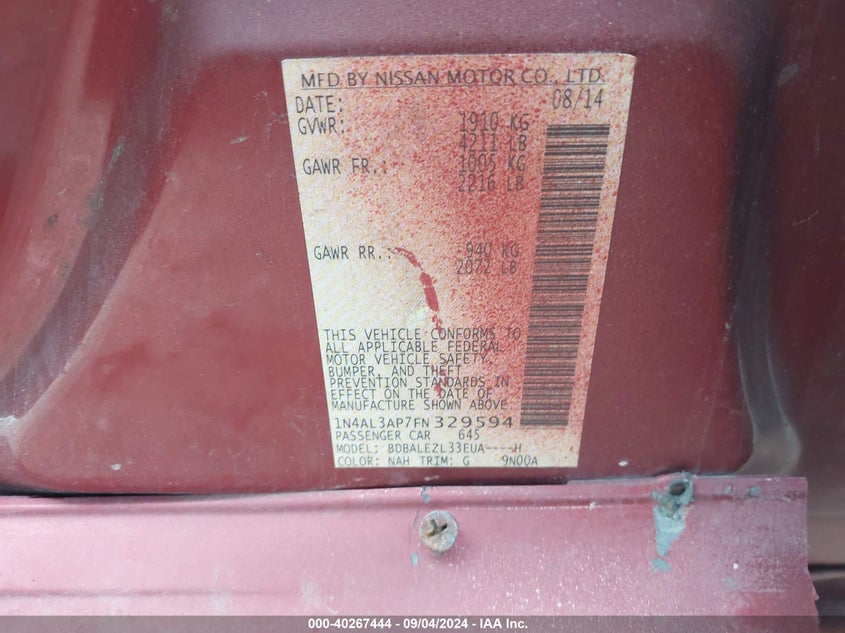 MFD BY NISSAN MOTOR CO., LTD.
DATE: 08/14
GVWR: 1910 KG
4211 LB
GAWR FR.: 1005 KG
2216 LB
GAWR RR.: 940 KG
2072 LB
THIS VEHICLE CONFORMS TO
ALL APPLICABLE FEDERAL
MOTOR VEHICLE SAFETY,
BUMPER, AND THEFT
PREVENTION STANDARDS IN
EFFECT ON THE DATE OF
MANUFACTURE SHOWN ABOVE.
1N4AL3AP7FN 329594
PASSENGER CAR 645
MODEL: BDBALEZL33EUA----H
COLOR: NAH TRIM: G 9N00A
000-40267444 - 09/04/2024 - IAA Inc.